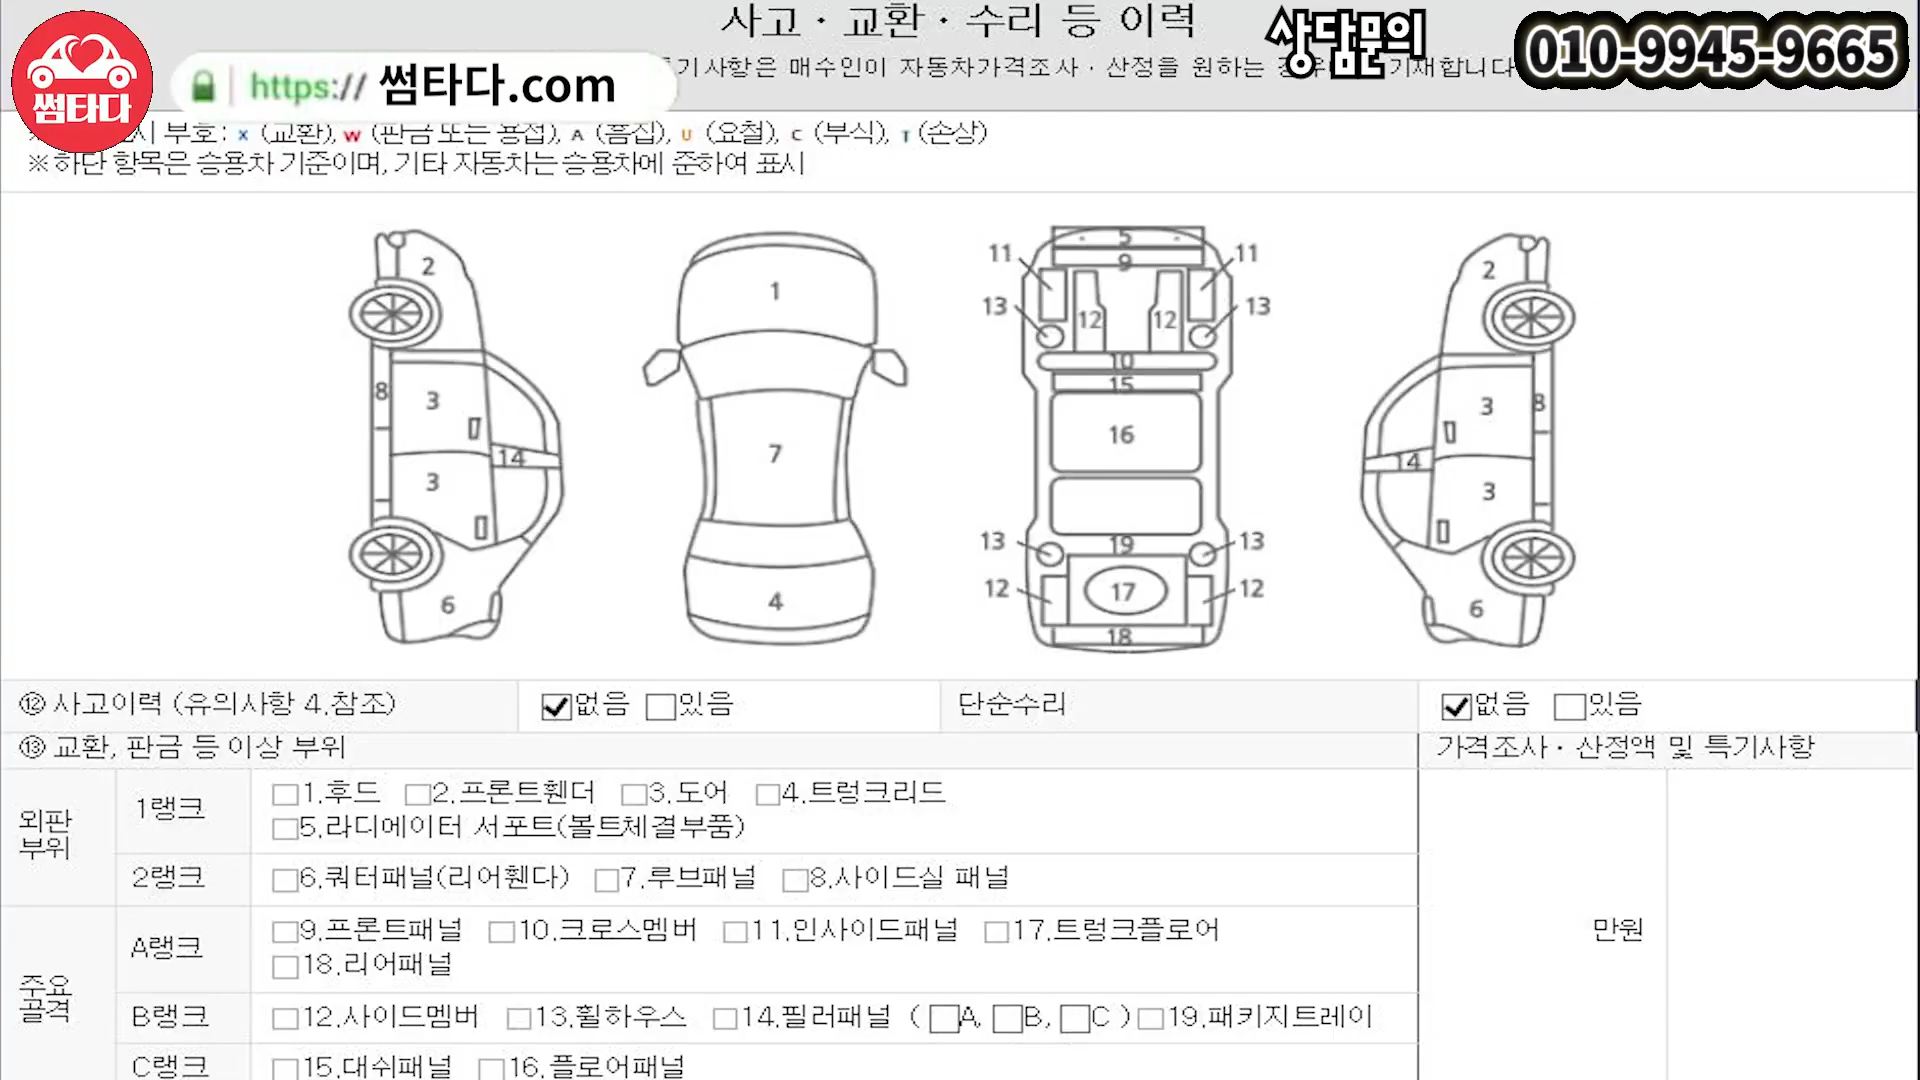 사고 · 교환 · 수리 등 이력
상담문의
010-9945-9665
썸타다
https:// 썸타다.com
기사항은 매수인이 자동차가격조사 · 산정을 원하는 기재합니다
부호: X (교환), W (판금 또는 용접), A (흠집), U (요철), C (부식), T (손상)
※ 하단 항목은 승용차 기준이며, 기타 자동차는 승용차에 준하여 표시
2
8
3
3
14
6
1
7
4
5
9
11
11
13
13
12
12
10
15
16
13
13
19
12
12
17
18
2
3
8
14
3
6
⑫ 사고이력 (유의사항 4.참조)
없음 있음
단순수리
없음 있음
⑬ 교환, 판금 등 이상 부위
가격조사 · 산정액 및 특기사항
외판
부위
1랭크
1.후드 2.프론트휀더 3.도어 4.트렁크리드
5.라디에이터 서포트(볼트체결부품)
2랭크
6.쿼터패널(리어휀다) 7.루브패널 8.사이드실 패널
주요
골격
A랭크
9.프론트패널 10.크로스멤버 11.인사이드패널 17.트렁크플로어
18.리어패널
만원
B랭크
12.사이드멤버 13.휠하우스 14.필러패널 ( A, B, C ) 19.패키지트레이
C랭크
15.대쉬패널 16.플로어패널